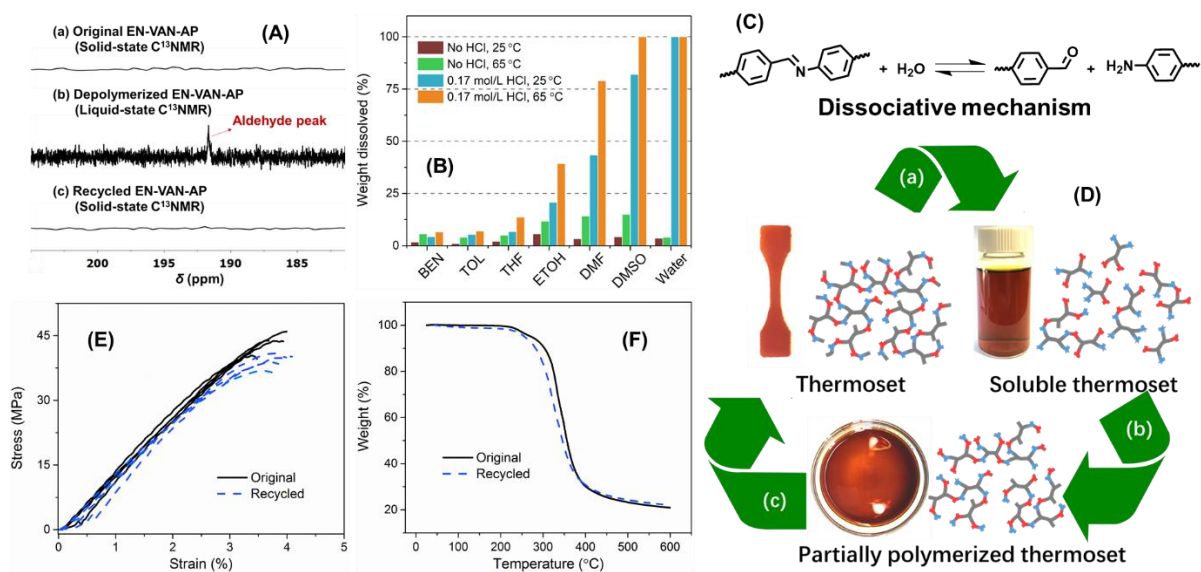 (A)
(a) Original EN-VAN-AP
(Solid-state C¹³NMR)
(b) Depolymerized EN-VAN-AP
(Liquid-state C¹³NMR)
Aldehyde peak
(c) Recycled EN-VAN-AP
(Solid-state C¹³NMR)
200 195 190 185
δ (ppm)
Weight dissolved (%)
100
75
50
25
0
No HCl, 25 °C
No HCl, 65 °C
0.17 mol/L HCl, 25 °C
0.17 mol/L HCl, 65 °C
(B)
BEN TOL THF ETOH DMF DMSO Water
(C)
N + H₂O O + H₂N
Dissociative mechanism
(a)
(D)
Thermoset
Soluble thermoset
(b)
(c)
Partially polymerized thermoset
(E)
Stress (MPa)
45
30
15
0
Original
Recycled
0 1 2 3 4 5
Strain (%)
(F)
Weight (%)
100
80
60
40
20
0
Original
Recycled
0 100 200 300 400 500 600
Temperature (°C)